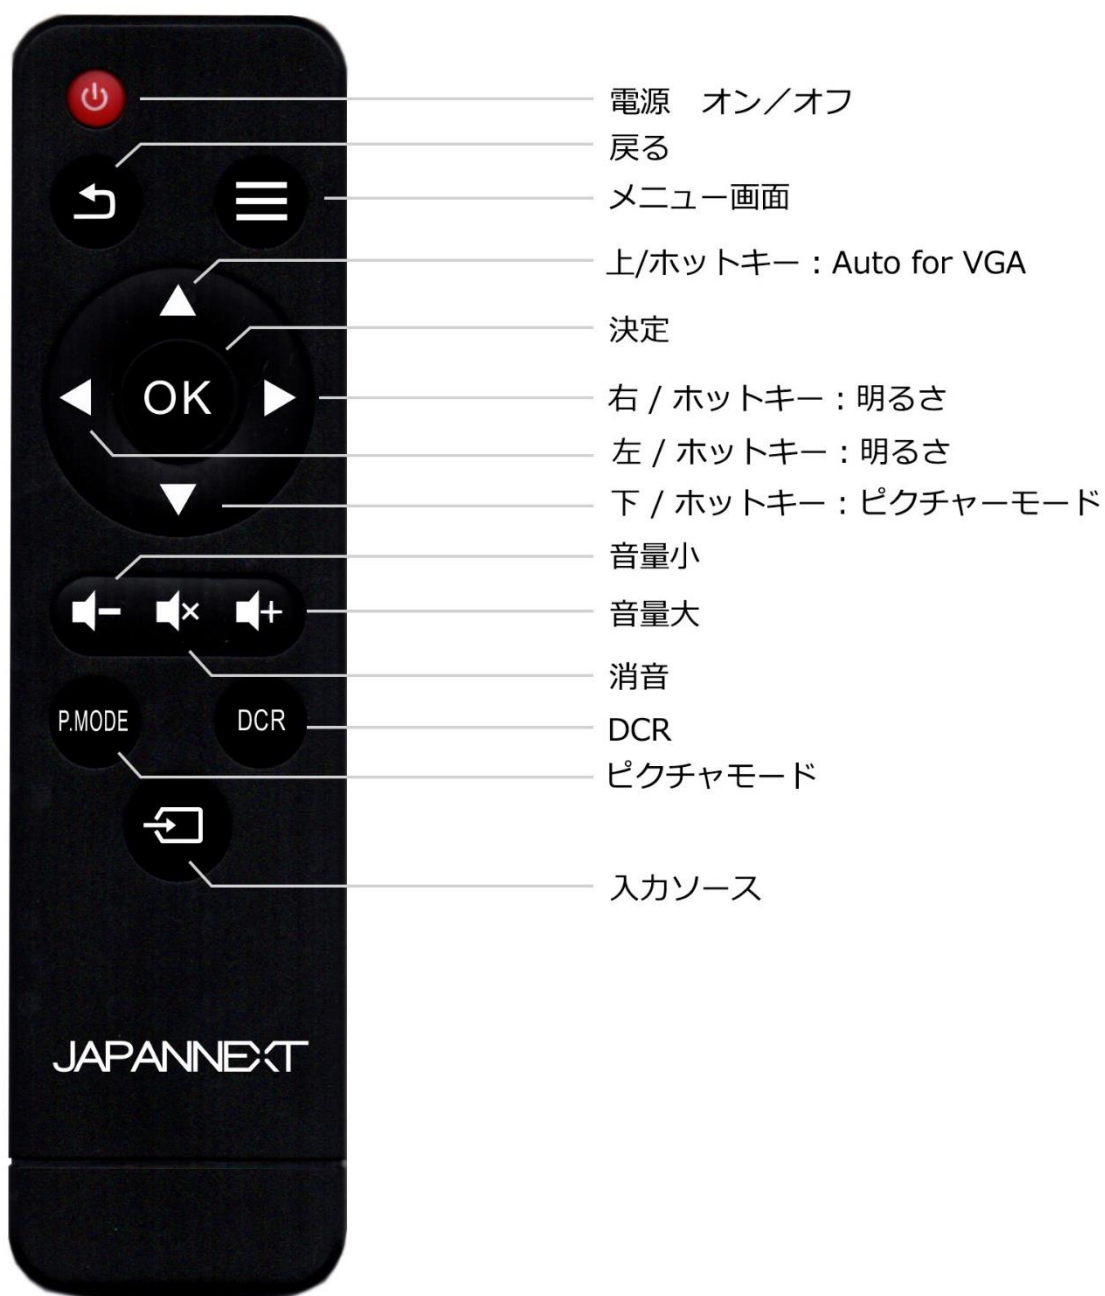 電源　オン／オフ
戻る
メニュー画面
上/ホットキー：Auto for VGA
決定
OK
右 / ホットキー：明るさ
左 / ホットキー：明るさ
下 / ホットキー：ピクチャーモード
音量小
音量大
消音
P.MODE
DCR
DCR
ピクチャモード
入力ソース
JAPANNEXT